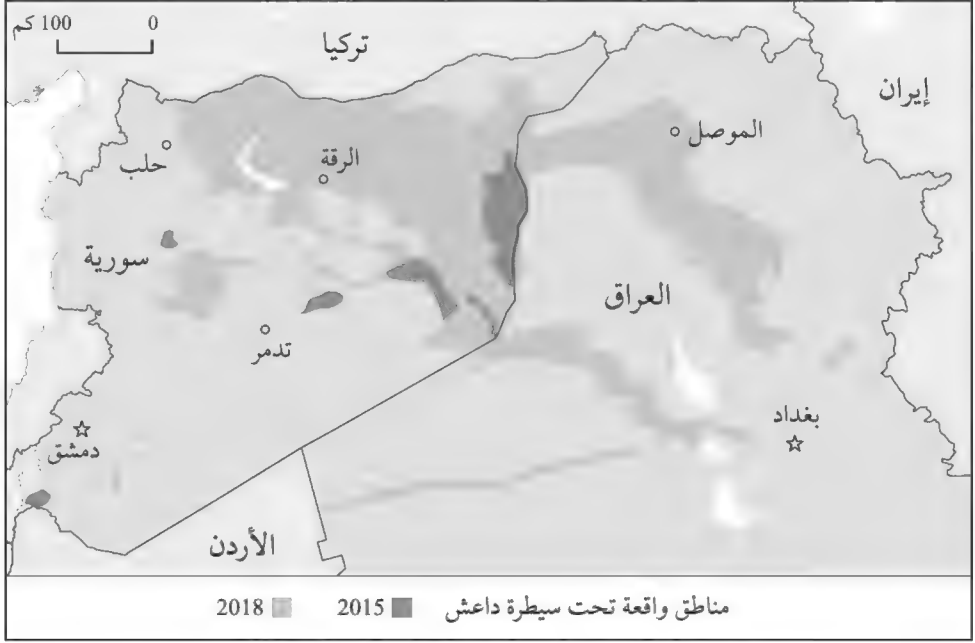 100 كم 0
تركيا
إيران
الموصل
حلب
الرقة
سورية
العراق
تدمر
بغداد
دمشق
الأردن
مناطق واقعة تحت سيطرة داعش 2015 2018